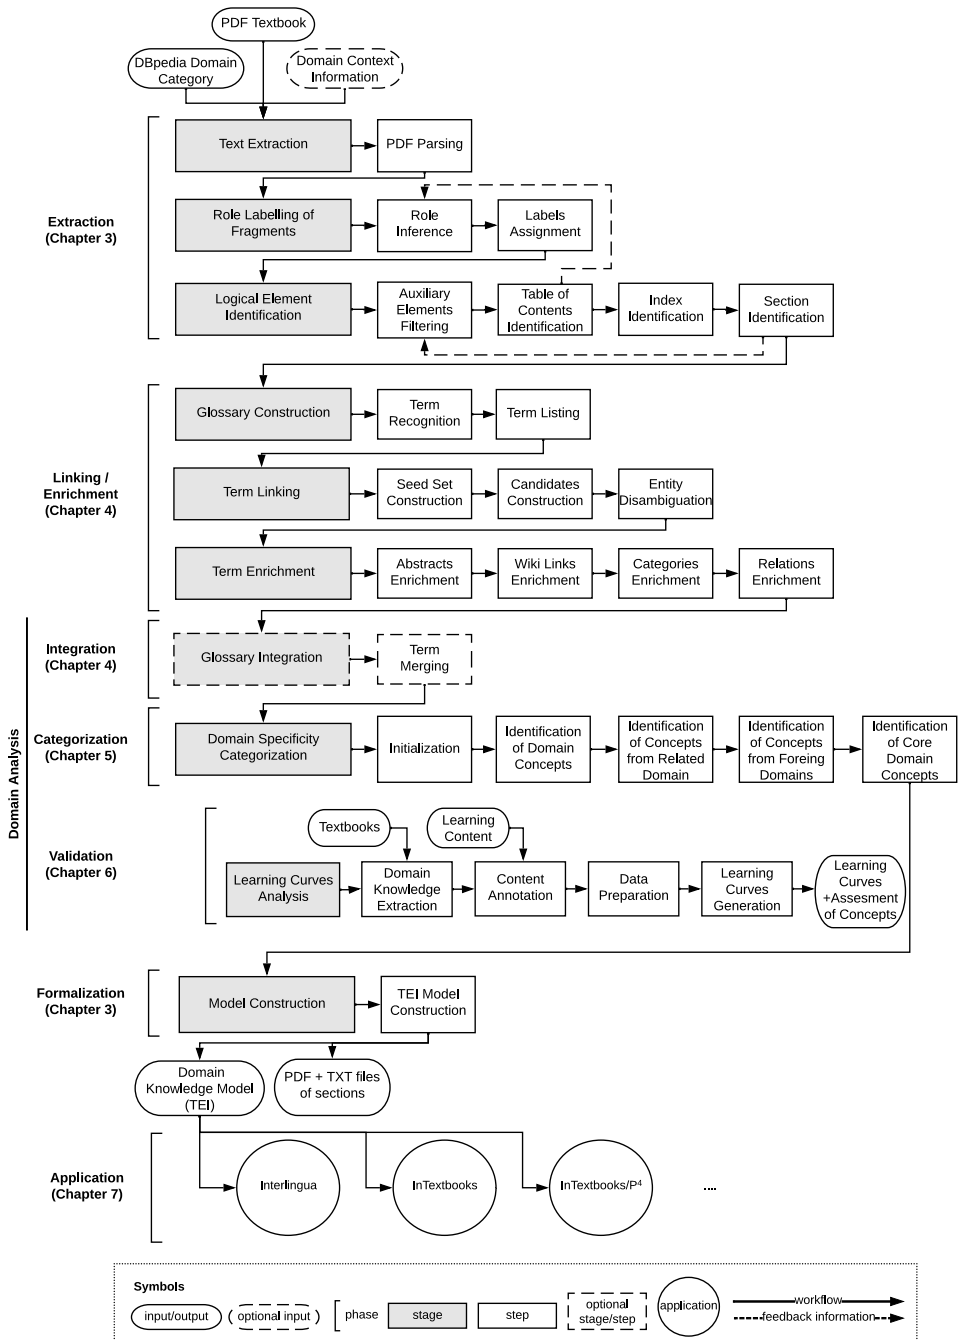 PDF Textbook
DBpedia Domain
Category
Domain Context
Information
Extraction
(Chapter 3)
Text Extraction
PDF Parsing
Role Labelling of
Fragments
Role
Inference
Labels
Assignment
Logical Element
Identification
Auxiliary
Elements
Filtering
Table of
Contents
Identification
Index
Identification
Section
Identification
Linking /
Enrichment
(Chapter 4)
Glossary Construction
Term
Recognition
Term Listing
Term Linking
Seed Set
Construction
Candidates
Construction
Entity
Disambiguation
Term Enrichment
Abstracts
Enrichment
Wiki Links
Enrichment
Categories
Enrichment
Relations
Enrichment
Domain Analysis
Integration
(Chapter 4)
Glossary Integration
Term
Merging
Categorization
(Chapter 5)
Domain Specificity
Categorization
Initialization
Identification
of Domain
Concepts
Identification
of Concepts
from Related
Domain
Identification
of Concepts
from Foreing
Domains
Identification
of Core
Domain
Concepts
Validation
(Chapter 6)
Textbooks
Learning
Content
Learning Curves
Analysis
Domain
Knowledge
Extraction
Content
Annotation
Data
Preparation
Learning
Curves
Generation
Learning
Curves
+Assesment
of Concepts
Formalization
(Chapter 3)
Model Construction
TEI Model
Construction
Domain
Knowledge Model
(TEI)
PDF + TXT files
of sections
Application
(Chapter 7)
Interlingua
InTextbooks
InTextbooks/P⁴
....
Symbols
input/output
optional input
phase
stage
step
optional
stage/step
application
workflow
feedback information